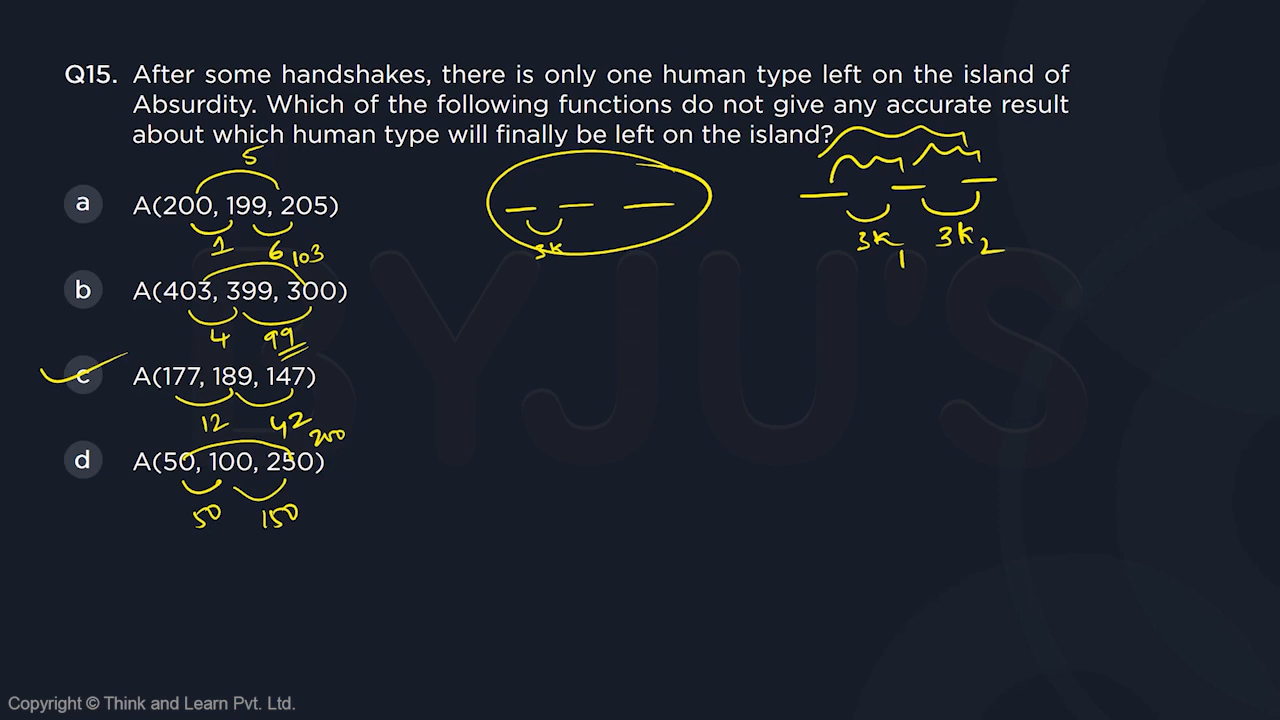 Q15. After some handshakes, there is only one human type left on the island of
Absurdity. Which of the following functions do not give any accurate result
about which human type will finally be left on the island?
5
a A(200, 199, 205)
1 6
3K
3K1 3K2
103
b A(403, 399, 300)
4 99
c A(177, 189, 147)
12 42
200
d A(50, 100, 250)
50 150
BYJU'S
Copyright © Think and Learn Pvt. Ltd.